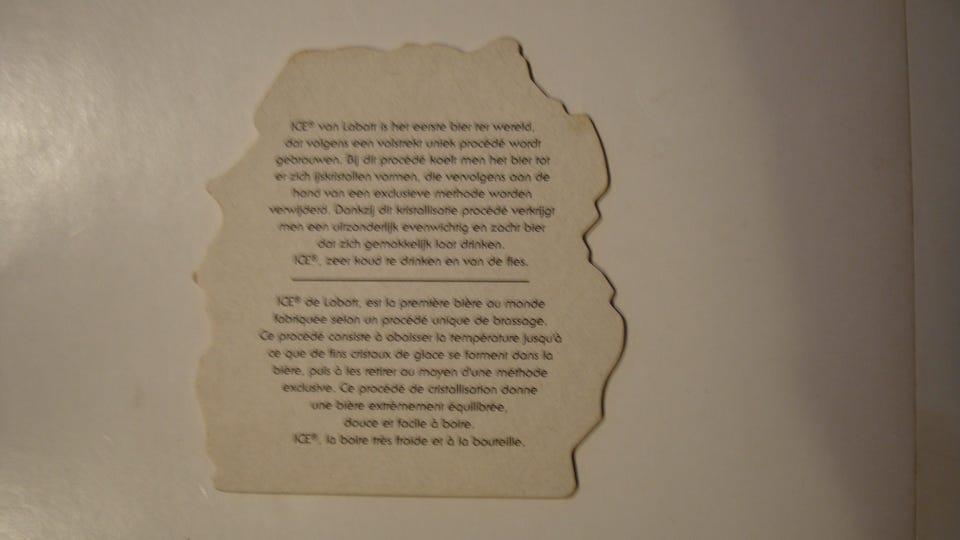 ICE® van Labatt is het eerste bier ter wereld,
dat volgens een volstrekt uniek procédé wordt
gebrouwen. Bij dit procédé koelt men het bier tot
er zich ijskristallen vormen, die vervolgens aan de
hand van een exclusieve methode worden
verwijderd. Dankzij dit kristallisatie procédé verkrijgt
men een uitzonderlijk evenwichtig en zacht bier
dat zich gemakkelijk laat drinken.
ICE®, zeer koud te drinken en van de fles.
ICE® de Labatt, est la première bière au monde
fabriquée selon un procédé unique de brassage.
Ce procédé consiste à abaisser la température jusqu'à
ce que de fins cristaux de glace se forment dans la
bière, puis à les retirer au moyen d'une méthode
exclusive. Ce procédé de cristallisation donne
une bière extrêmement équilibrée,
douce et facile à boire.
ICE®, la boire très froide et à la bouteille.